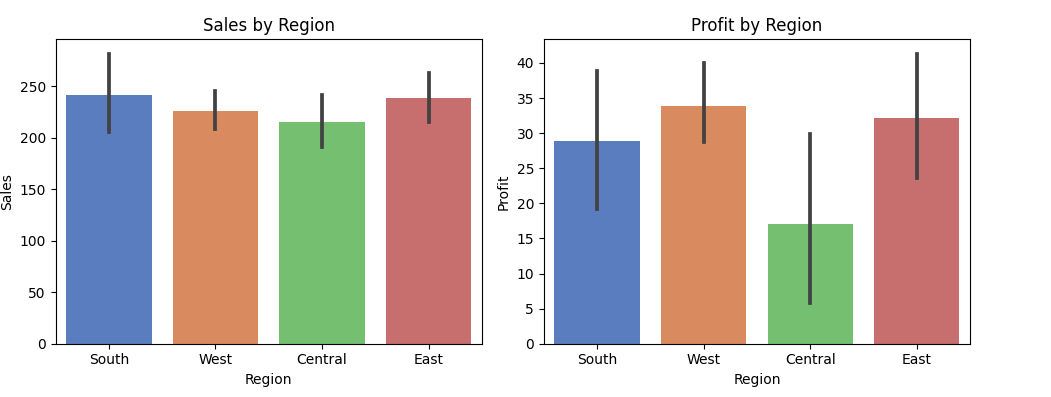 Sales by Region
Sales
250
200
150
100
50
0
South West Central East
Region
Profit by Region
Profit
40
35
30
25
20
15
10
5
0
South West Central East
Region